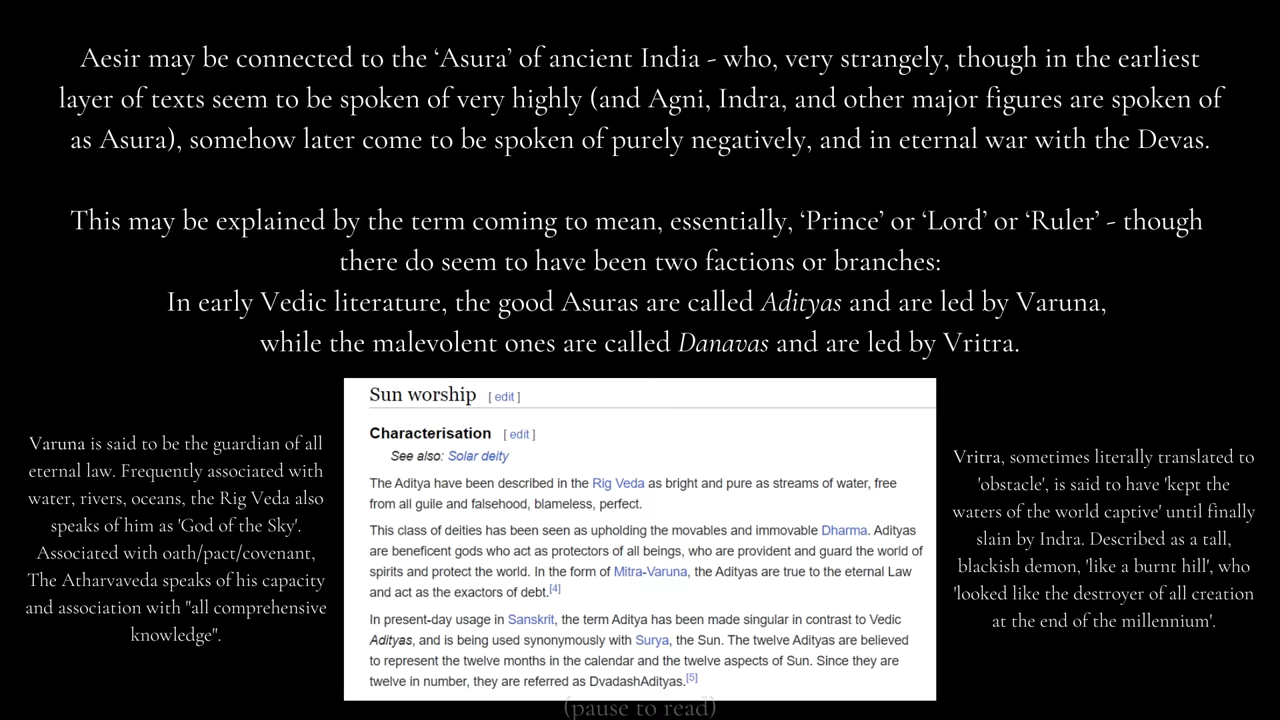 Aesir may be connected to the ‘Asura’ of ancient India - who, very strangely, though in the earliest
layer of texts seem to be spoken of very highly (and Agni, Indra, and other major figures are spoken of
as Asura), somehow later come to be spoken of purely negatively, and in eternal war with the Devas.
This may be explained by the term coming to mean, essentially, ‘Prince’ or ‘Lord’ or ‘Ruler’ - though
there do seem to have been two factions or branches:
In early Vedic literature, the good Asuras are called Adityas and are led by Varuna,
while the malevolent ones are called Danavas and are led by Vritra.
Varuna is said to be the guardian of all
eternal law. Frequently associated with
water, rivers, oceans, the Rig Veda also
speaks of him as 'God of the Sky'.
Associated with oath/pact/covenant,
The Atharvaveda speaks of his capacity
and association with "all comprehensive
knowledge".
Sun worship [ edit ]
Characterisation [ edit ]
See also: Solar deity
The Aditya have been described in the Rig Veda as bright and pure as streams of water, free
from all guile and falsehood, blameless, perfect.
This class of deities has been seen as upholding the movables and immovable Dharma. Adityas
are beneficent gods who act as protectors of all beings, who are provident and guard the world of
spirits and protect the world. In the form of Mitra-Varuna, the Adityas are true to the eternal Law
and act as the exactors of debt.[4]
In present-day usage in Sanskrit, the term Aditya has been made singular in contrast to Vedic
Adityas, and is being used synonymously with Surya, the Sun. The twelve Adityas are believed
to represent the twelve months in the calendar and the twelve aspects of Sun. Since they are
twelve in number, they are referred as DvadashAdityas.[5]
Vritra, sometimes literally translated to
'obstacle', is said to have 'kept the
waters of the world captive' until finally
slain by Indra. Described as a tall,
blackish demon, 'like a burnt hill', who
'looked like the destroyer of all creation
at the end of the millennium'.
(pause to read)